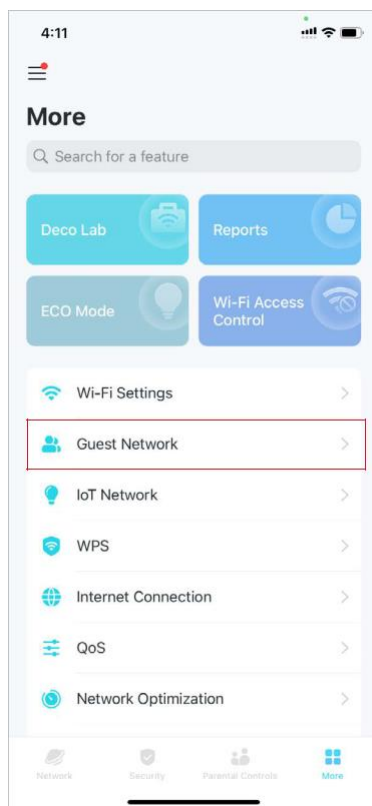 4:11
More
Search for a feature
Deco Lab
Reports
ECO Mode
Wi-Fi Access
Control
Wi-Fi Settings
Guest Network
IoT Network
WPS
Internet Connection
QoS
Network Optimization
Network
Security
Parental Controls
More